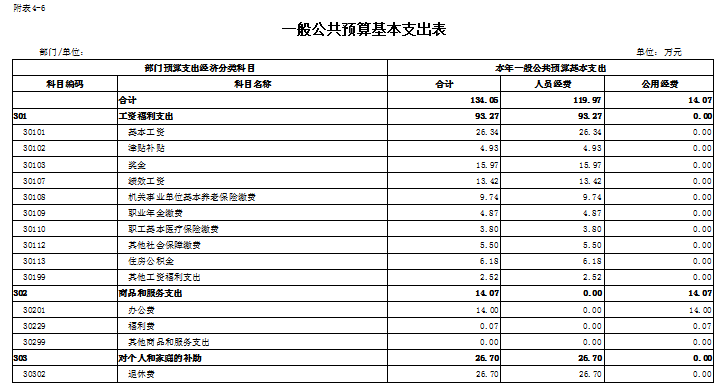 附表4-6
一般公共预算基本支出表
部门/单位： 单位：万元
部门预算支出经济分类科目 本年一般公共预算基本支出
科目编码 科目名称 合计 人员经费 公用经费
合计 134.05 119.97 14.07
301 工资福利支出 93.27 93.27 0.00
30101 基本工资 26.34 26.34 0.00
30102 津贴补贴 4.93 4.93 0.00
30103 奖金 15.97 15.97 0.00
30107 绩效工资 13.42 13.42 0.00
30108 机关事业单位基本养老保险缴费 9.74 9.74 0.00
30109 职业年金缴费 4.87 4.87 0.00
30110 职工基本医疗保险缴费 3.80 3.80 0.00
30112 其他社会保障缴费 5.50 5.50 0.00
30113 住房公积金 6.18 6.18 0.00
30199 其他工资福利支出 2.52 2.52 0.00
302 商品和服务支出 14.07 0.00 14.07
30201 办公费 14.00 0.00 14.00
30229 福利费 0.07 0.00 0.07
30299 其他商品和服务支出 0.00 0.00 0.00
303 对个人和家庭的补助 26.70 26.70 0.00
30302 退休费 26.70 26.70 0.00